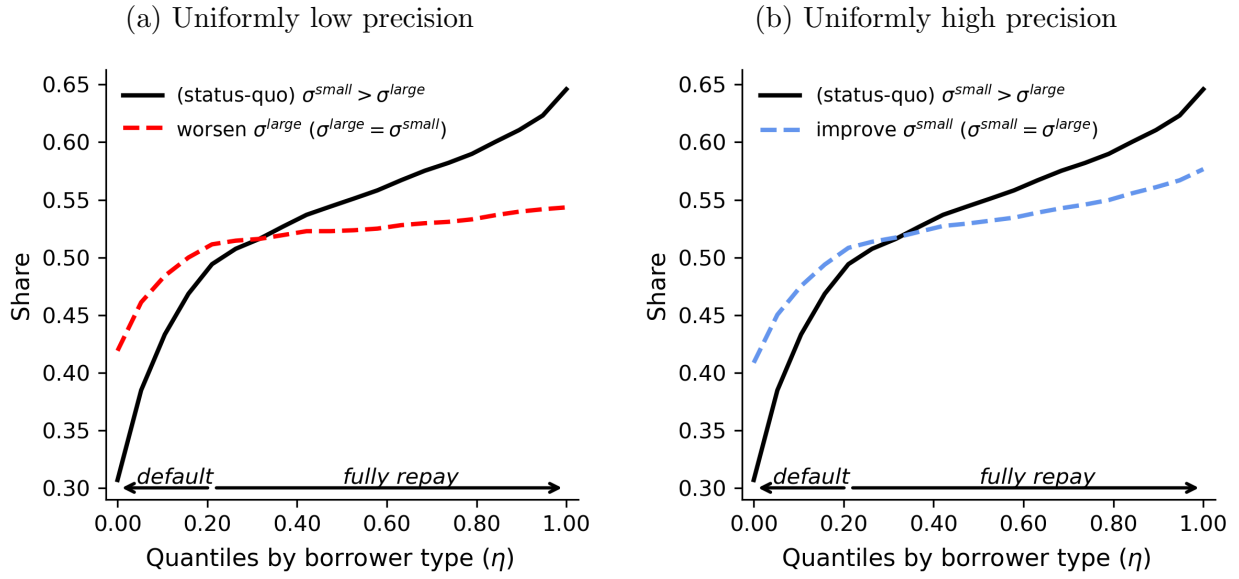 (a) Uniformly low precision
(b) Uniformly high precision
0.65
0.60
0.55
0.50
0.45
0.40
0.35
0.30
Share
(status-quo) σ^small > σ^large
worsen σ^large (σ^large = σ^small)
default
fully repay
0.00 0.20 0.40 0.60 0.80 1.00
Quantiles by borrower type (η)
0.65
0.60
0.55
0.50
0.45
0.40
0.35
0.30
Share
(status-quo) σ^small > σ^large
improve σ^small (σ^small = σ^large)
default
fully repay
0.00 0.20 0.40 0.60 0.80 1.00
Quantiles by borrower type (η)